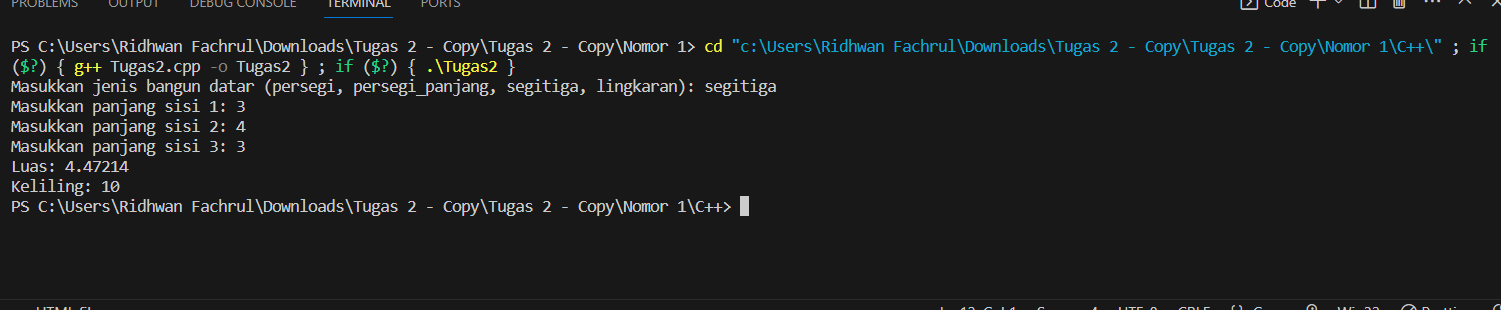 PROBLEMS OUTPUT DEBUG CONSOLE TERMINAL PORTS Code
PS C:\Users\Ridhwan Fachrul\Downloads\Tugas 2 - Copy\Tugas 2 - Copy\Nomor 1> cd "c:\Users\Ridhwan Fachrul\Downloads\Tugas 2 - Copy\Tugas 2 - Copy\Nomor 1\C++\" ; if
($?) { g++ Tugas2.cpp -o Tugas2 } ; if ($?) { .\Tugas2 }
Masukkan jenis bangun datar (persegi, persegi_panjang, segitiga, lingkaran): segitiga
Masukkan panjang sisi 1: 3
Masukkan panjang sisi 2: 4
Masukkan panjang sisi 3: 3
Luas: 4.47214
Keliling: 10
PS C:\Users\Ridhwan Fachrul\Downloads\Tugas 2 - Copy\Tugas 2 - Copy\Nomor 1\C++>